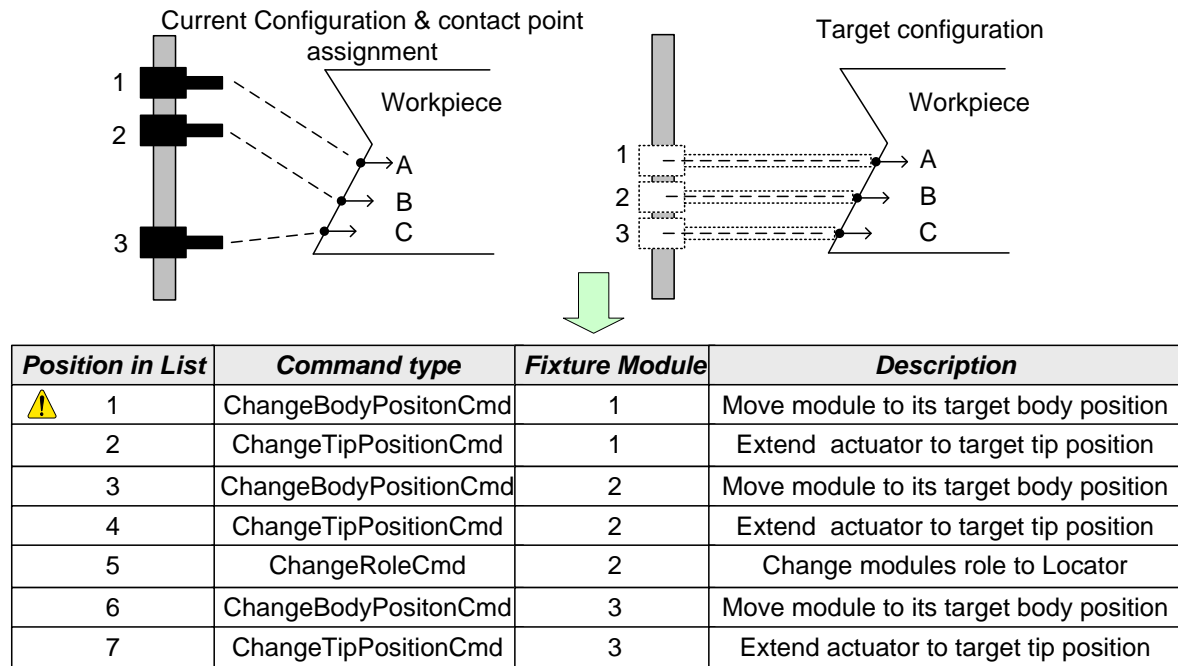 Current Configuration & contact point
assignment
1
2
3
Workpiece
A
B
C
Target configuration
1
2
3
Workpiece
A
B
C
Position in List Command type Fixture Module Description
1 ChangeBodyPositonCmd 1 Move module to its target body position
2 ChangeTipPositionCmd 1 Extend actuator to target tip position
3 ChangeBodyPositionCmd 2 Move module to its target body position
4 ChangeTipPositionCmd 2 Extend actuator to target tip position
5 ChangeRoleCmd 2 Change modules role to Locator
6 ChangeBodyPositonCmd 3 Move module to its target body position
7 ChangeTipPositionCmd 3 Extend actuator to target tip position